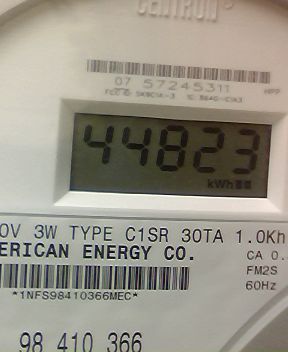 CENTRON®
07 57245311
HPP
44823
kWh
0V 3W TYPE C1SR 30TA 1.0Kh
ERICAN ENERGY CO.
CA 0.
FM2S
60Hz
*1NFS98410366MEC*
98 410 366